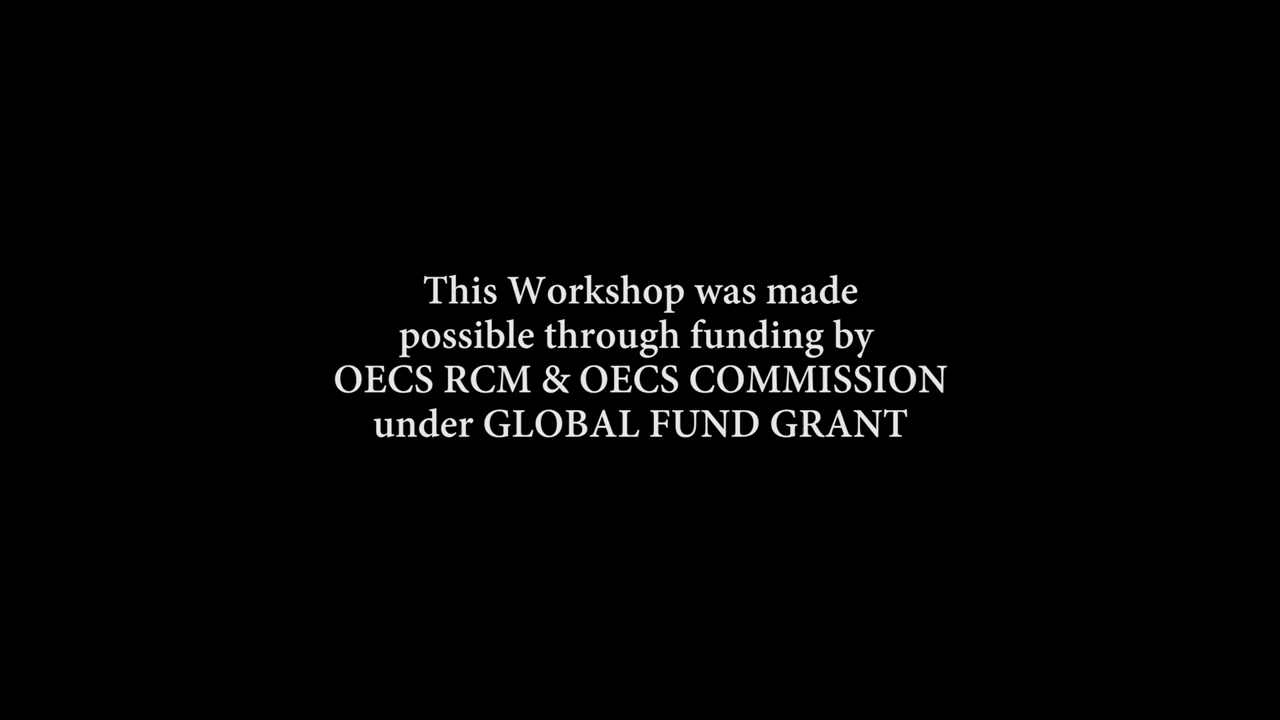 This Workshop was made
possible through funding by
OECS RCM & OECS COMMISSION
under GLOBAL FUND GRANT